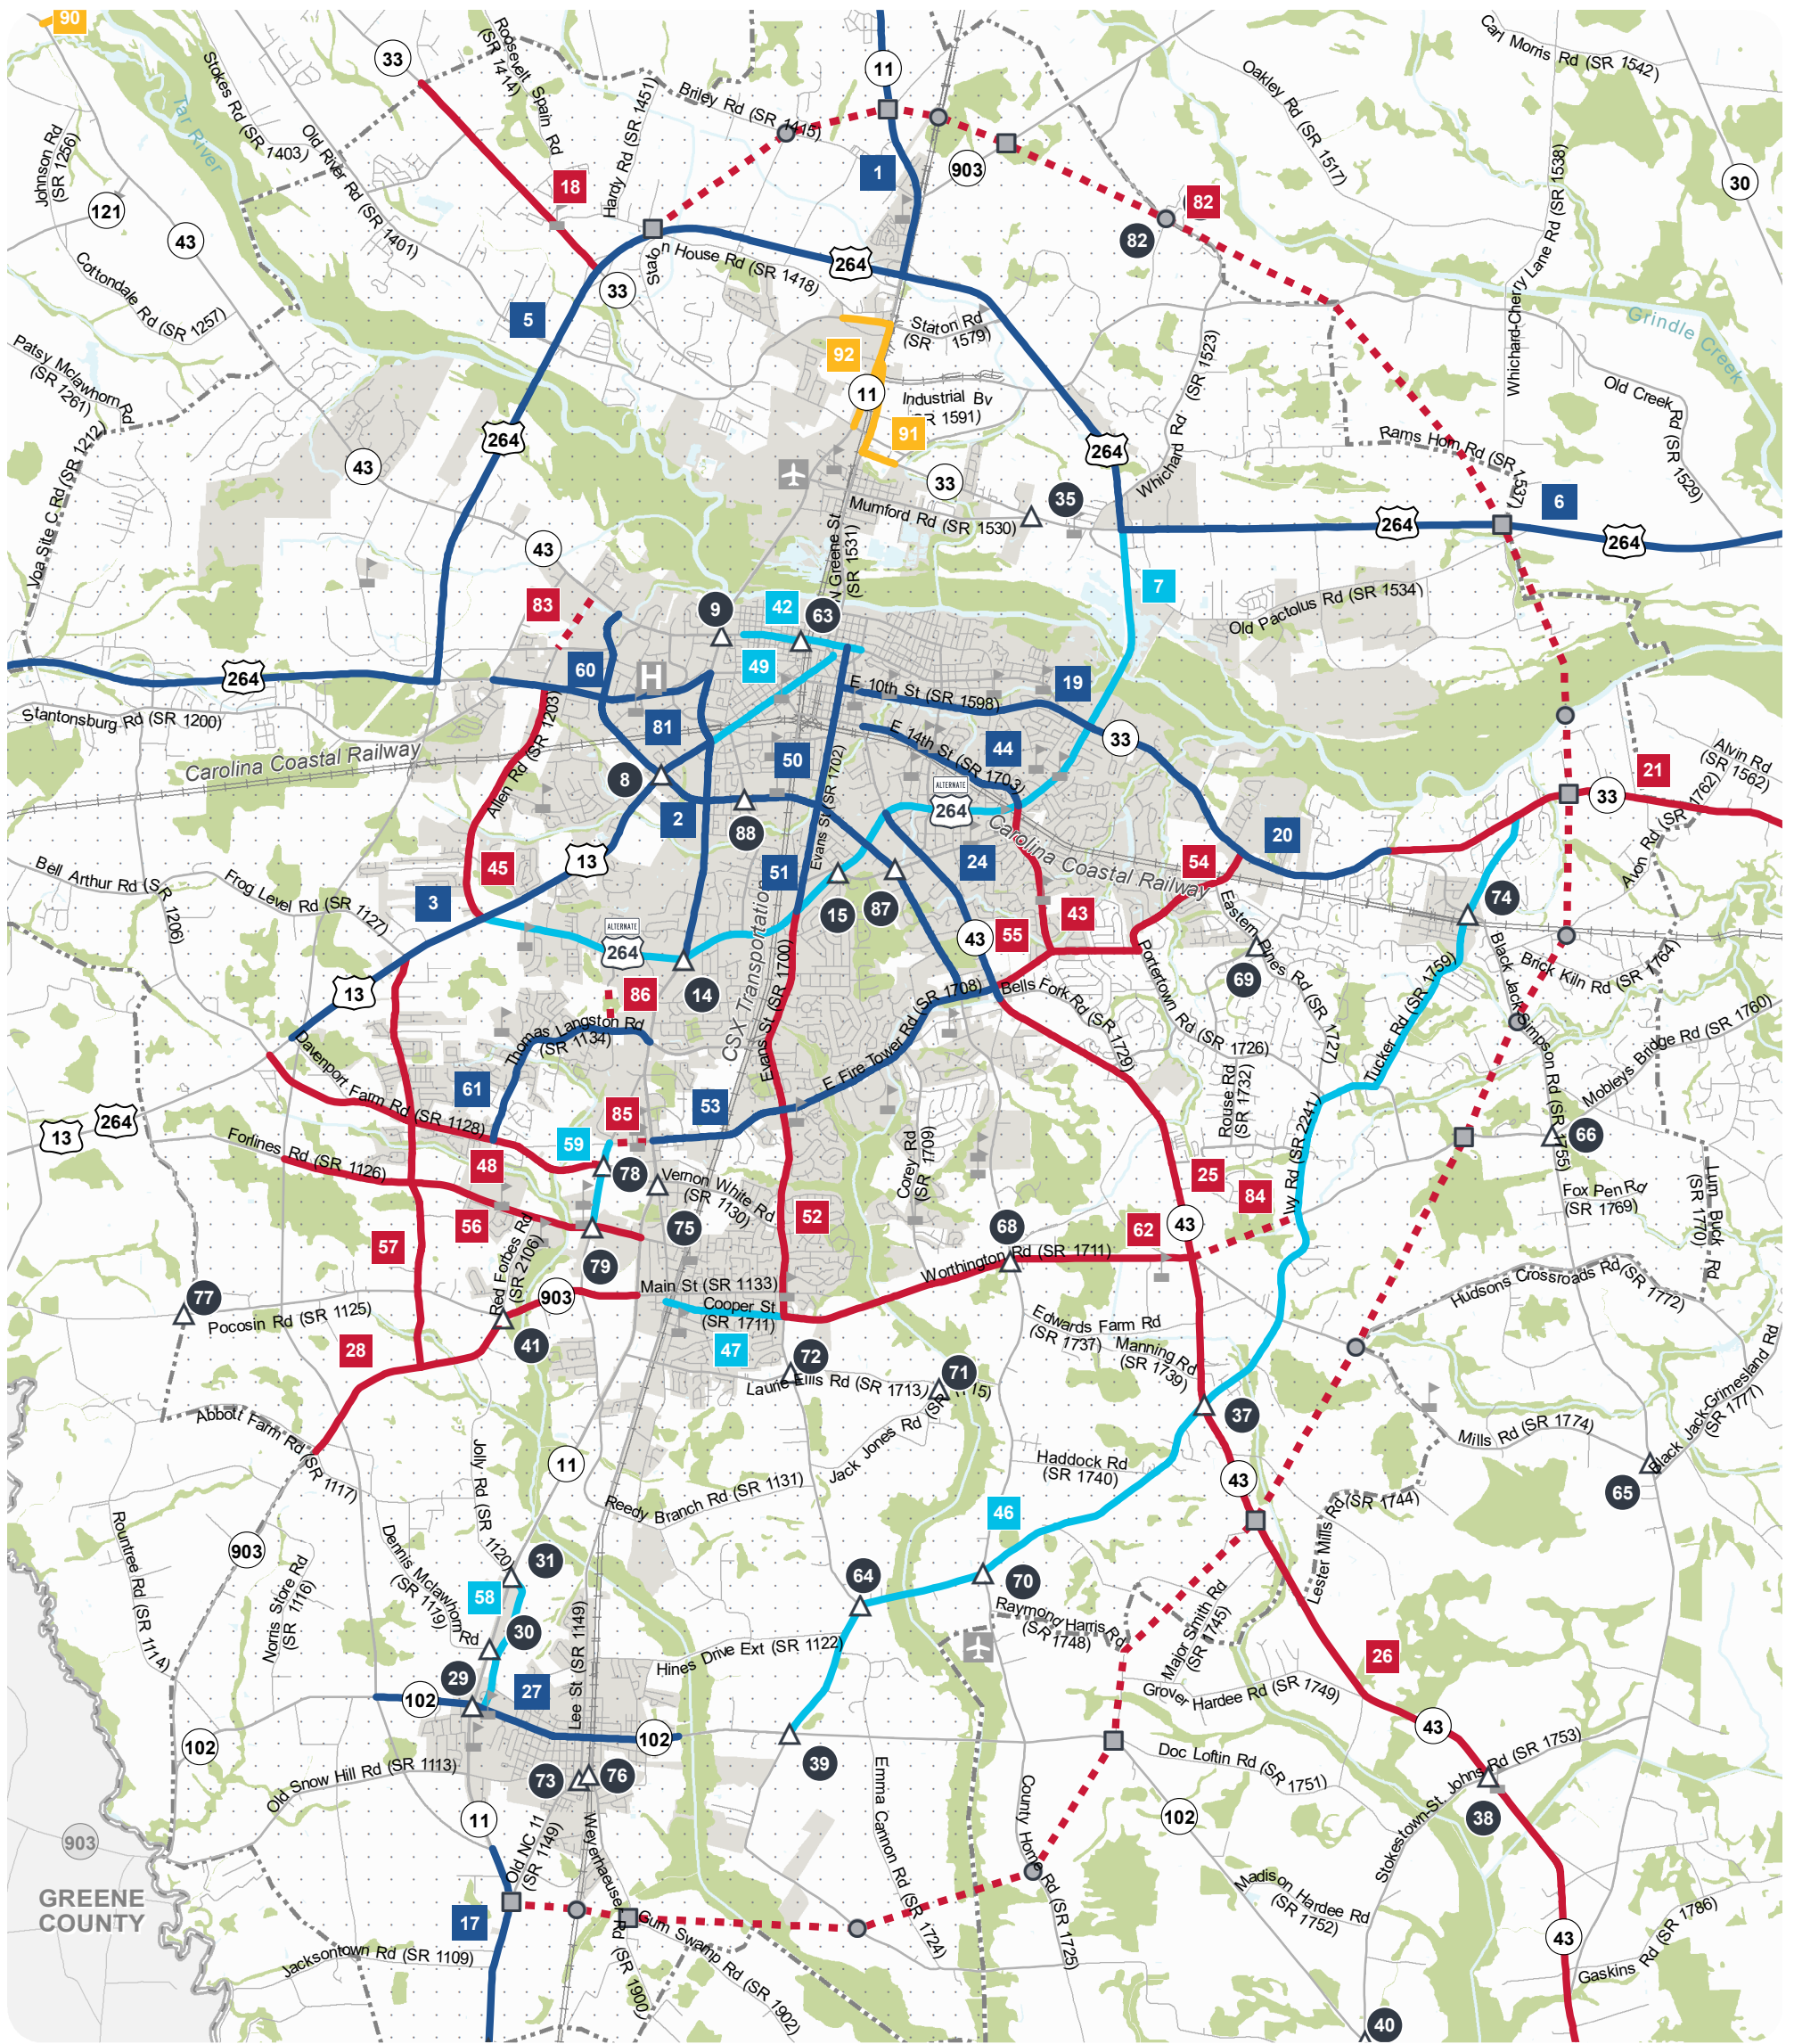 90
33
Roosevelt Spain Rd
(SR 1414)
11
Carl Morris Rd (SR 1542)
Stokes Rd (SR 1403)
Tar River
Hardy Rd (SR 1451)
Briley Rd (SR 1415)
Oakley Rd (SR 1517)
Johnson Rd
(SR 1256)
Old River Rd (SR 1401)
1
903
30
18
121
43
82
82
Whichard-Cherry Lane Rd (SR 1538)
Cottondale Rd (SR 1257)
Staton House Rd (SR 1418)
264
33
Grindle Creek
5
Staton Rd
(SR 1579)
Patsy Mclawhorn Rd
(SR 1261)
92
Whichard Rd (SR 1523)
11
Industrial Bv
(SR 1591)
Old Creek Rd (SR 1529)
91
264
264
Rams Horn Rd (SR 1537)
43
33
Voa Site C Rd (SR 1212)
35
6
Mumford Rd (SR 1530)
264
264
43
N Greene St
(SR 1531)
7
83
9
42
63
Old Pactolus Rd (SR 1534)
264
60
H
49
19
E 10th St (SR 1598)
Stantonsburg Rd (SR 1200)
81
33
Carolina Coastal Railway
Allen Rd (SR 1203)
50
E 14th St (SR 1703)
44
Alvin Rd
(SR 1562)
21
8
ALTERNATE
264
33
Evans St (SR 1702)
2
88
Carolina Coastal Railway
20
Avon Rd (SR 1762)
13
45
51
24
54
Bell Arthur Rd (SR 1206)
Frog Level Rd (SR 1127)
3
15
87
43
74
ALTERNATE
264
43
55
Eastern Pines Rd (SR 1727)
Portertown Rd (SR 1726)
Black Jack-Simpson Rd (SR 1755)
Brick Kiln Rd (SR 1764)
13
86
14
69
CSX Transportation
Evans St (SR 1700)
Bells Fork Rd (SR 1729)
Tucker Rd (SR 1759)
Thomas Langston Rd
(SR 1134)
E Fire Tower Rd (SR 1708)
Mobleys Bridge Rd (SR 1760)
Davenport Farm Rd (SR 1128)
61
53
Rouse Rd
(SR 1732)
264
13
85
59
Ivy Rd (SR 2241)
66
Forlines Rd (SR 1126)
48
78
Vernon White Rd
(SR 1130)
Corey Rd
(SR 1709)
25
84
Fox Pen Rd
(SR 1769)
Lum Buck Rd
(SR 1770)
56
75
52
68
62
43
57
Red Forbes Rd
(SR 2106)
79
Worthington Rd (SR 1711)
Hudsons Crossroads Rd (SR 1772)
77
903
Main St (SR 1133)
Cooper St
(SR 1711)
Pocosin Rd (SR 1125)
Edwards Farm Rd
(SR 1737)
Manning Rd
(SR 1739)
28
41
47
72
71
Laurie Ellis Rd (SR 1713)
Black Jack-Grimesland Rd
(SR 1777)
37
Abbott Farm Rd (SR 1117)
Jolly Rd (SR 1120)
11
Jack Jones Rd (SR 1715)
Haddock Rd
(SR 1740)
Mills Rd (SR 1774)
43
65
Reedy Branch Rd (SR 1131)
46
Lester Mills Rd (SR 1744)
Rountree Rd (SR 1114)
903
Dennis Mclawhorn Rd
(SR 1119)
31
Norris Store Rd
(SR 1116)
58
64
70
Raymond Harris Rd
(SR 1748)
Major Smith Rd
(SR 1745)
30
Lee St (SR 1149)
Hines Drive Ext (SR 1122)
26
29
27
102
Grover Hardee Rd (SR 1749)
43
102
102
Doc Loftin Rd (SR 1751)
Stokestown-St. Johns Rd (SR 1753)
Old Snow Hill Rd (SR 1113)
73
76
39
11
Emma Cannon Rd (SR 1724)
County Home Rd (SR 1725)
102
38
903
Old NC 11
(SR 1149)
Weyerhaeuser Rd (SR 1900)
GREENE
COUNTY
Madison Hardee Rd
(SR 1752)
17
Gum Swamp Rd (SR 1902)
43
Jacksontown Rd (SR 1109)
Gaskins Rd (SR 1786)
40